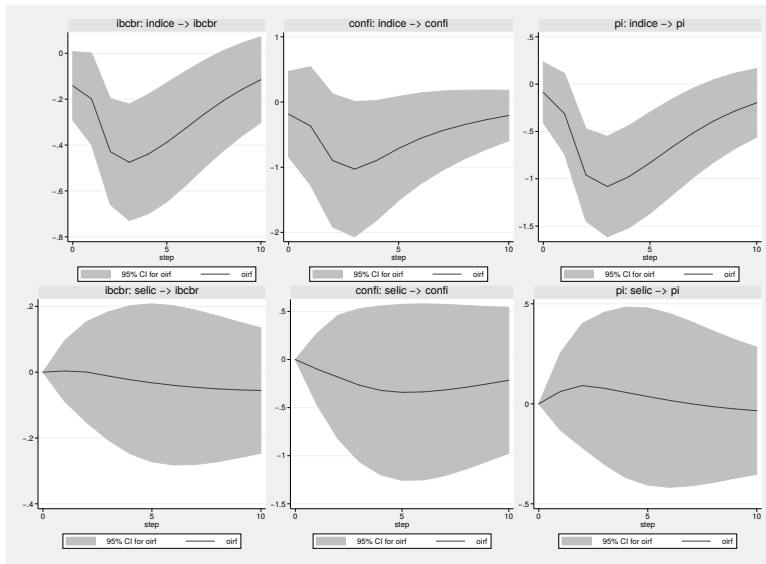 ibcbr: indice −> ibcbr
0
−.2
−.4
−.6
−.8
0 5 10
step
95% CI for oirf oirf
confi: indice −> confi
1
0
−1
−2
0 5 10
step
95% CI for oirf oirf
pi: indice −> pi
.5
0
−.5
−1
−1.5
0 5 10
step
95% CI for oirf oirf
ibcbr: selic −> ibcbr
.2
0
−.2
−.4
0 5 10
step
95% CI for oirf oirf
confi: selic −> confi
.5
0
−.5
−1
−1.5
0 5 10
step
95% CI for oirf oirf
pi: selic −> pi
.5
0
−.5
0 5 10
step
95% CI for oirf oirf